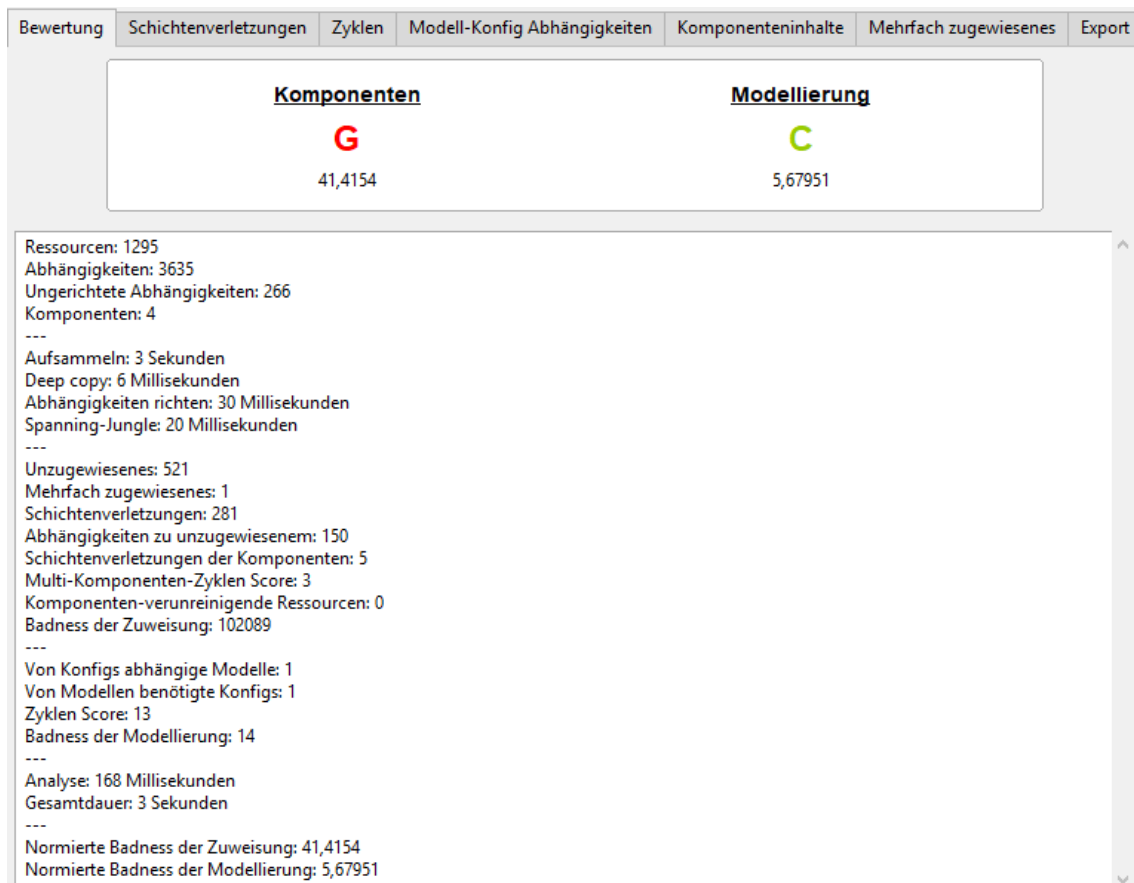 Bewertung Schichtenverletzungen Zyklen Modell-Konfig Abhängigkeiten Komponenteninhalte Mehrfach zugewiesenes Export
Komponenten Modellierung
G C
41,4154 5,67951
Ressourcen: 1295
Abhängigkeiten: 3635
Ungerichtete Abhängigkeiten: 266
Komponenten: 4
---
Aufsammeln: 3 Sekunden
Deep copy: 6 Millisekunden
Abhängigkeiten richten: 30 Millisekunden
Spanning-Jungle: 20 Millisekunden
---
Unzugewiesenes: 521
Mehrfach zugewiesenes: 1
Schichtenverletzungen: 281
Abhängigkeiten zu unzugewiesenem: 150
Schichtenverletzungen der Komponenten: 5
Multi-Komponenten-Zyklen Score: 3
Komponenten-verunreinigende Ressourcen: 0
Badness der Zuweisung: 102089
---
Von Konfigs abhängige Modelle: 1
Von Modellen benötigte Konfigs: 1
Zyklen Score: 13
Badness der Modellierung: 14
---
Analyse: 168 Millisekunden
Gesamtdauer: 3 Sekunden
---
Normierte Badness der Zuweisung: 41,4154
Normierte Badness der Modellierung: 5,67951